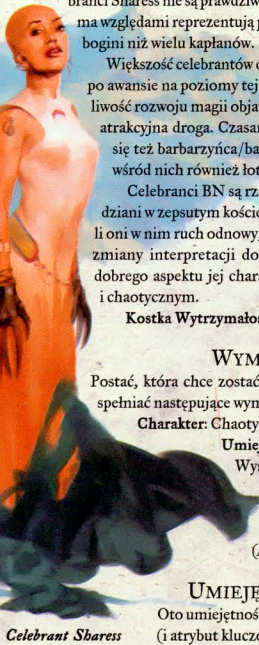 branci Sharess nie są prawdziw
ma względami reprezentują p
bogini niż wielu kapłanów.
Większość celebrantów
po awansie na poziomy tej
liwość rozwoju magii obja
atrakcyjna droga. Czasar
się też barbarzyńca/ba
wśród nich również łot
Celebranci BN są rz
dziani w zepsutym kości
li oni w nim ruch odnowy,
zmiany interpretacji do
dobrego aspektu jej char
i chaotycznym.
Kostka Wytrzymałoś
WYM
Postać, która chce zostać
spełniać następujące wym
Charakter: Chaoty
Umiej
Wys
UMIEJĘ
Oto umiejętnoś
(i atrybut klucz
Celebrant Sharess